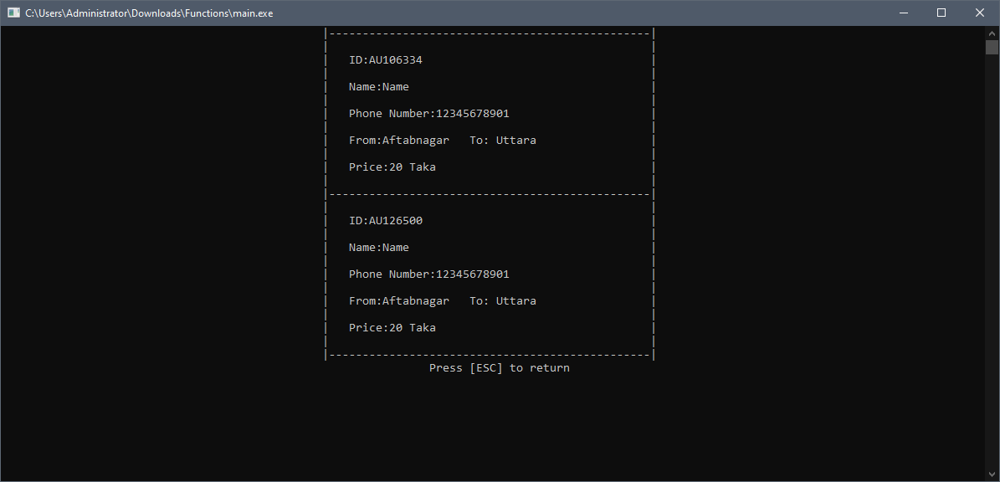 C:\Users\Administrator\Downloads\Functions\main.exe
|------------------------------------------------|
ID:AU106334
Name:Name
Phone Number:12345678901
From:Aftabnagar   To: Uttara
Price:20 Taka
|------------------------------------------------|
ID:AU126500
Name:Name
Phone Number:12345678901
From:Aftabnagar   To: Uttara
Price:20 Taka
|------------------------------------------------|
Press [ESC] to return